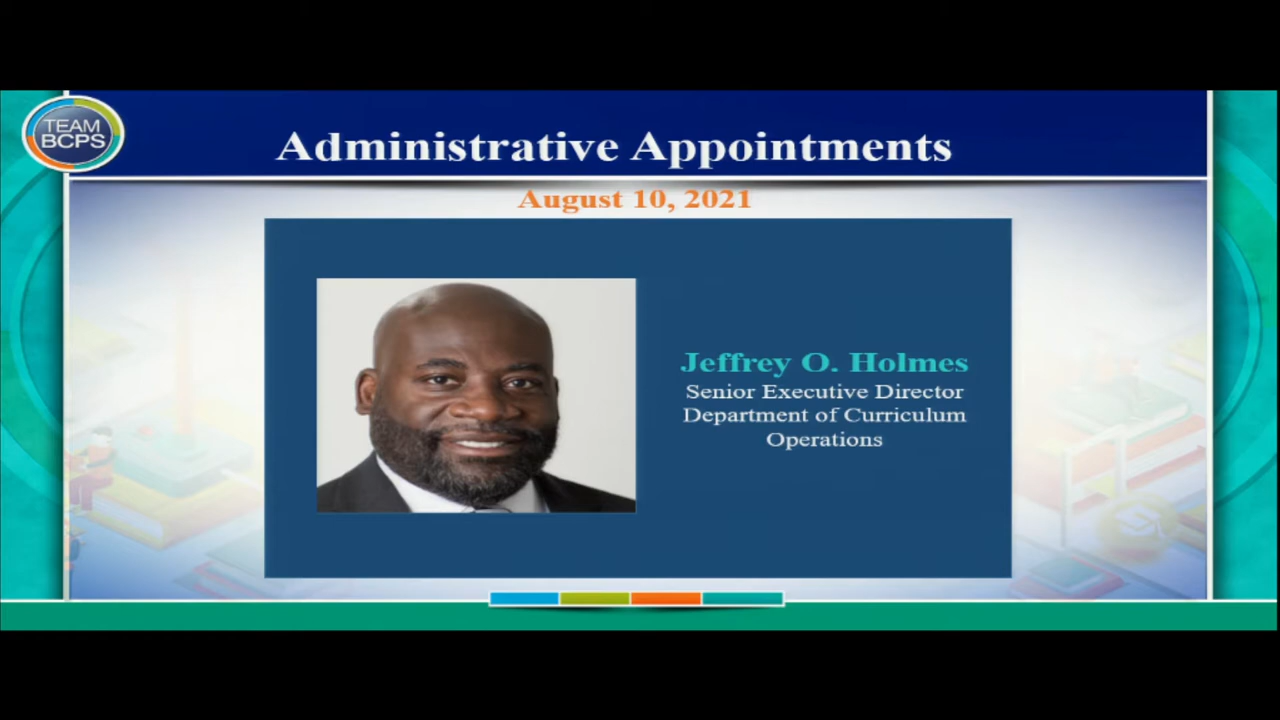 TEAM
BCPS
Administrative Appointments
August 10, 2021
Jeffrey O. Holmes
Senior Executive Director
Department of Curriculum
Operations